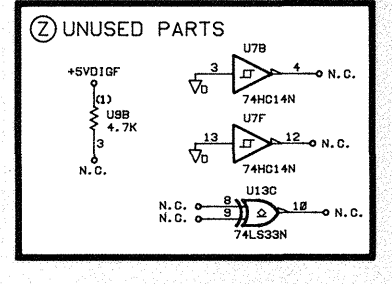 Z UNUSED PARTS
+5VDIGF
(1)
U9B
4.7K
3
N.C.
U7B
3 4 N.C.
D
74HC14N
U7F
13 12 N.C.
D
74HC14N
U13C
N.C. 8 10 N.C.
N.C. 9
74LS33N